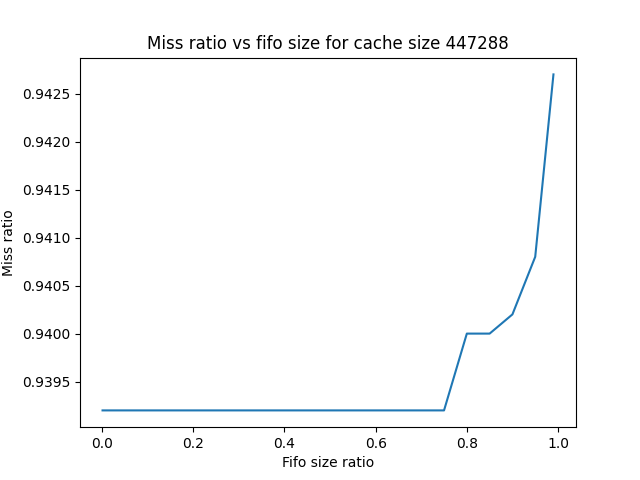 Miss ratio vs fifo size for cache size 447288
0.9425
0.9420
0.9415
0.9410
0.9405
0.9400
0.9395
Miss ratio
0.0 0.2 0.4 0.6 0.8 1.0
Fifo size ratio